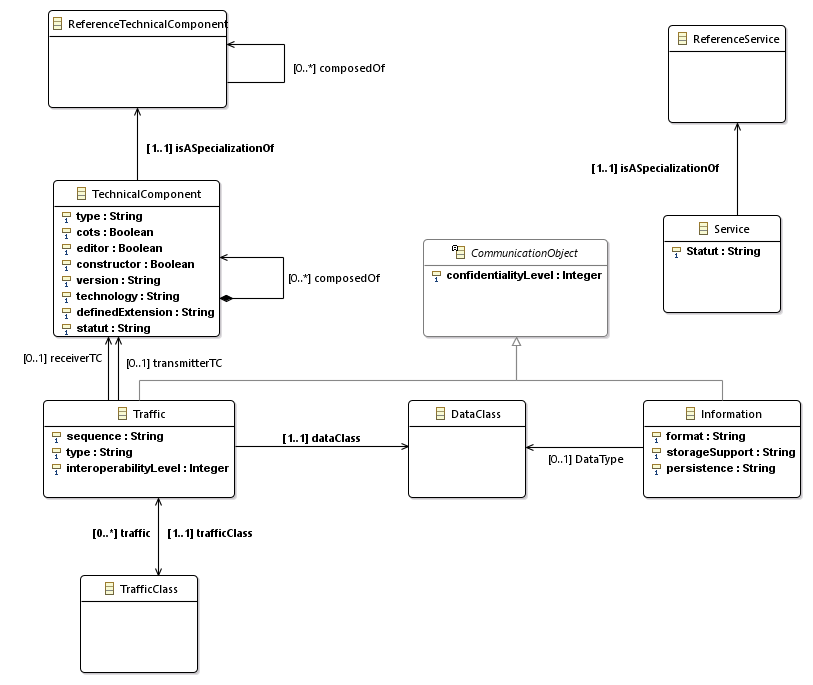 ReferenceTechnicalComponent
[0..*] composedOf
ReferenceService
[1..1] isASpecializationOf
[1..1] isASpecializationOf
TechnicalComponent
type : String
cots : Boolean
editor : Boolean
constructor : Boolean
version : String
technology : String
definedExtension : String
statut : String
[0..*] composedOf
CommunicationObject
confidentialityLevel : Integer
Service
Statut : String
[0..1] receiverTC
[0..1] transmitterTC
Traffic
sequence : String
type : String
interoperabilityLevel : Integer
[1..1] dataClass
DataClass
[0..1] DataType
Information
format : String
storageSupport : String
persistence : String
[0..*] traffic
[1..1] trafficClass
TrafficClass